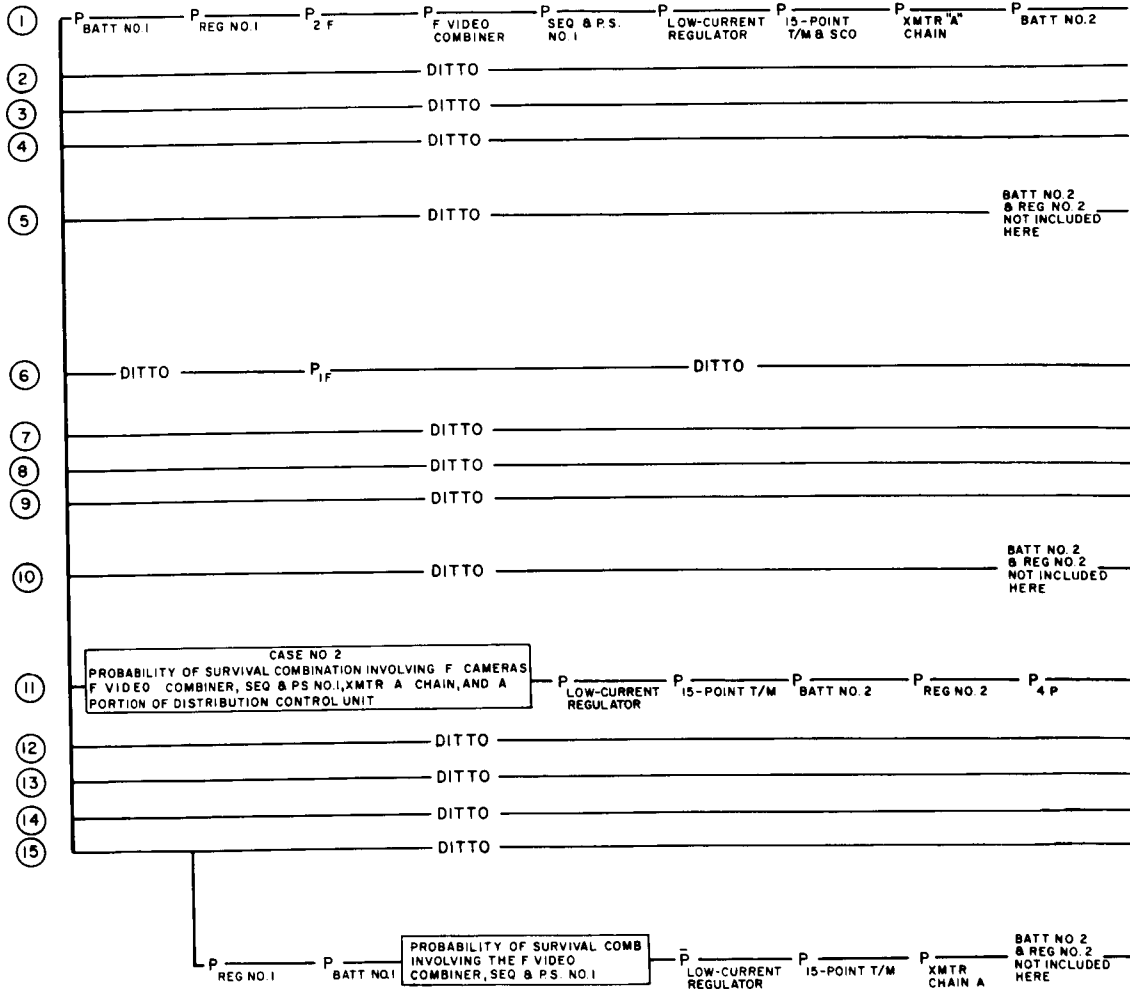 ① P BATT NO.1 P REG NO.1 P 2 F P F VIDEO COMBINER P SEQ & P.S. NO.1 P LOW-CURRENT REGULATOR P 15-POINT T/M & SCO P XMTR "A" CHAIN P BATT NO.2
② DITTO
③ DITTO
④ DITTO
⑤ DITTO BATT NO.2 & REG NO.2 NOT INCLUDED HERE
⑥ DITTO P 1F DITTO
⑦ DITTO
⑧ DITTO
⑨ DITTO
⑩ DITTO BATT NO. 2 & REG NO. 2 NOT INCLUDED HERE
⑪
CASE NO 2
PROBABILITY OF SURVIVAL COMBINATION INVOLVING F CAMERAS
F VIDEO COMBINER, SEQ & PS NO.1, XMTR A CHAIN, AND A
PORTION OF DISTRIBUTION CONTROL UNIT
P LOW-CURRENT REGULATOR P 15-POINT T/M P BATT NO. 2 P REG NO. 2 P 4 P
⑫ DITTO
⑬ DITTO
⑭ DITTO
⑮ DITTO
P REG NO.1 P BATT NO.1
PROBABILITY OF SURVIVAL COMB
INVOLVING THE F VIDEO
COMBINER, SEQ & P.S. NO.1
P̄ LOW-CURRENT REGULATOR P 15-POINT T/M P XMTR CHAIN A BATT NO 2 & REG NO. 2 NOT INCLUDED HERE